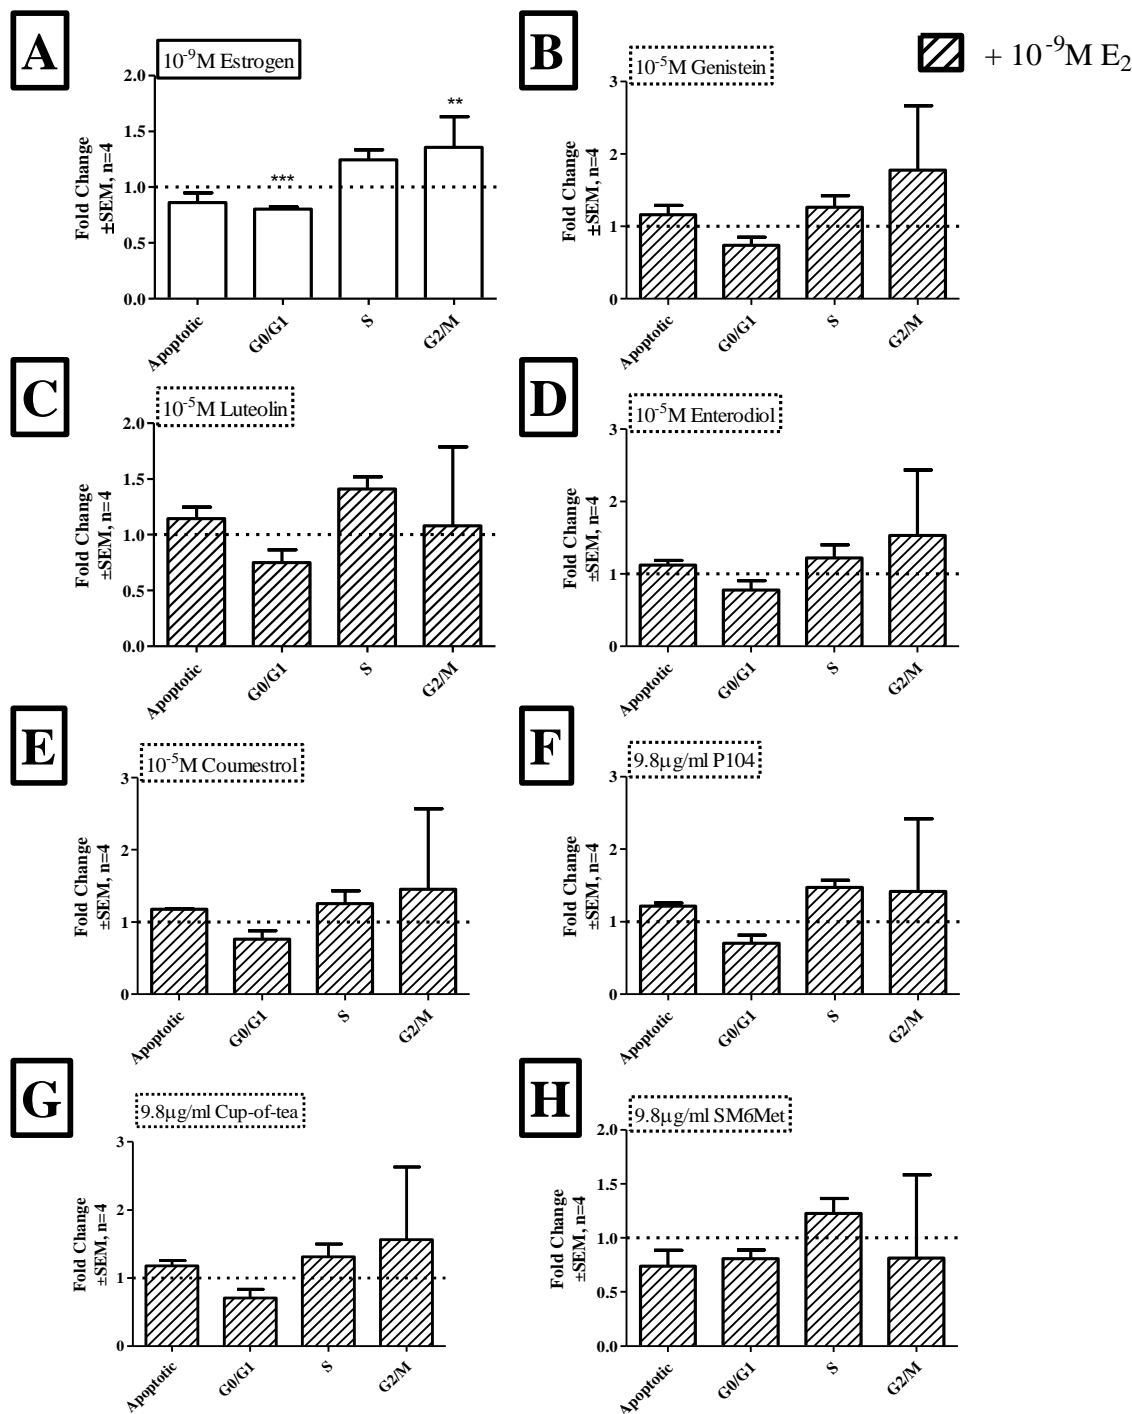 A
10⁻⁹M Estrogen
Fold Change
±SEM, n=4
2.0
1.5
1.0
0.5
0.0
***
**
Apoptotic
G0/G1
S
G2/M
B
10⁻⁵M Genistein
+ 10⁻⁹M E₂
Fold Change
±SEM, n=4
3
2
1
0
Apoptotic
G0/G1
S
G2/M
C
10⁻⁵M Luteolin
Fold Change
±SEM, n=4
2.0
1.5
1.0
0.5
0.0
Apoptotic
G0/G1
S
G2/M
D
10⁻⁵M Enterodiol
Fold Change
±SEM, n=4
3
2
1
0
Apoptotic
G0/G1
S
G2/M
E
10⁻⁵M Coumestrol
Fold Change
±SEM, n=4
3
2
1
0
Apoptotic
G0/G1
S
G2/M
F
9.8µg/ml P104
Fold Change
±SEM, n=4
3
2
1
0
Apoptotic
G0/G1
S
G2/M
G
9.8µg/ml Cup-of-tea
Fold Change
±SEM, n=4
3
2
1
0
Apoptotic
G0/G1
S
G2/M
H
9.8µg/ml SM6Met
Fold Change
±SEM, n=4
2.0
1.5
1.0
0.5
0.0
Apoptotic
G0/G1
S
G2/M